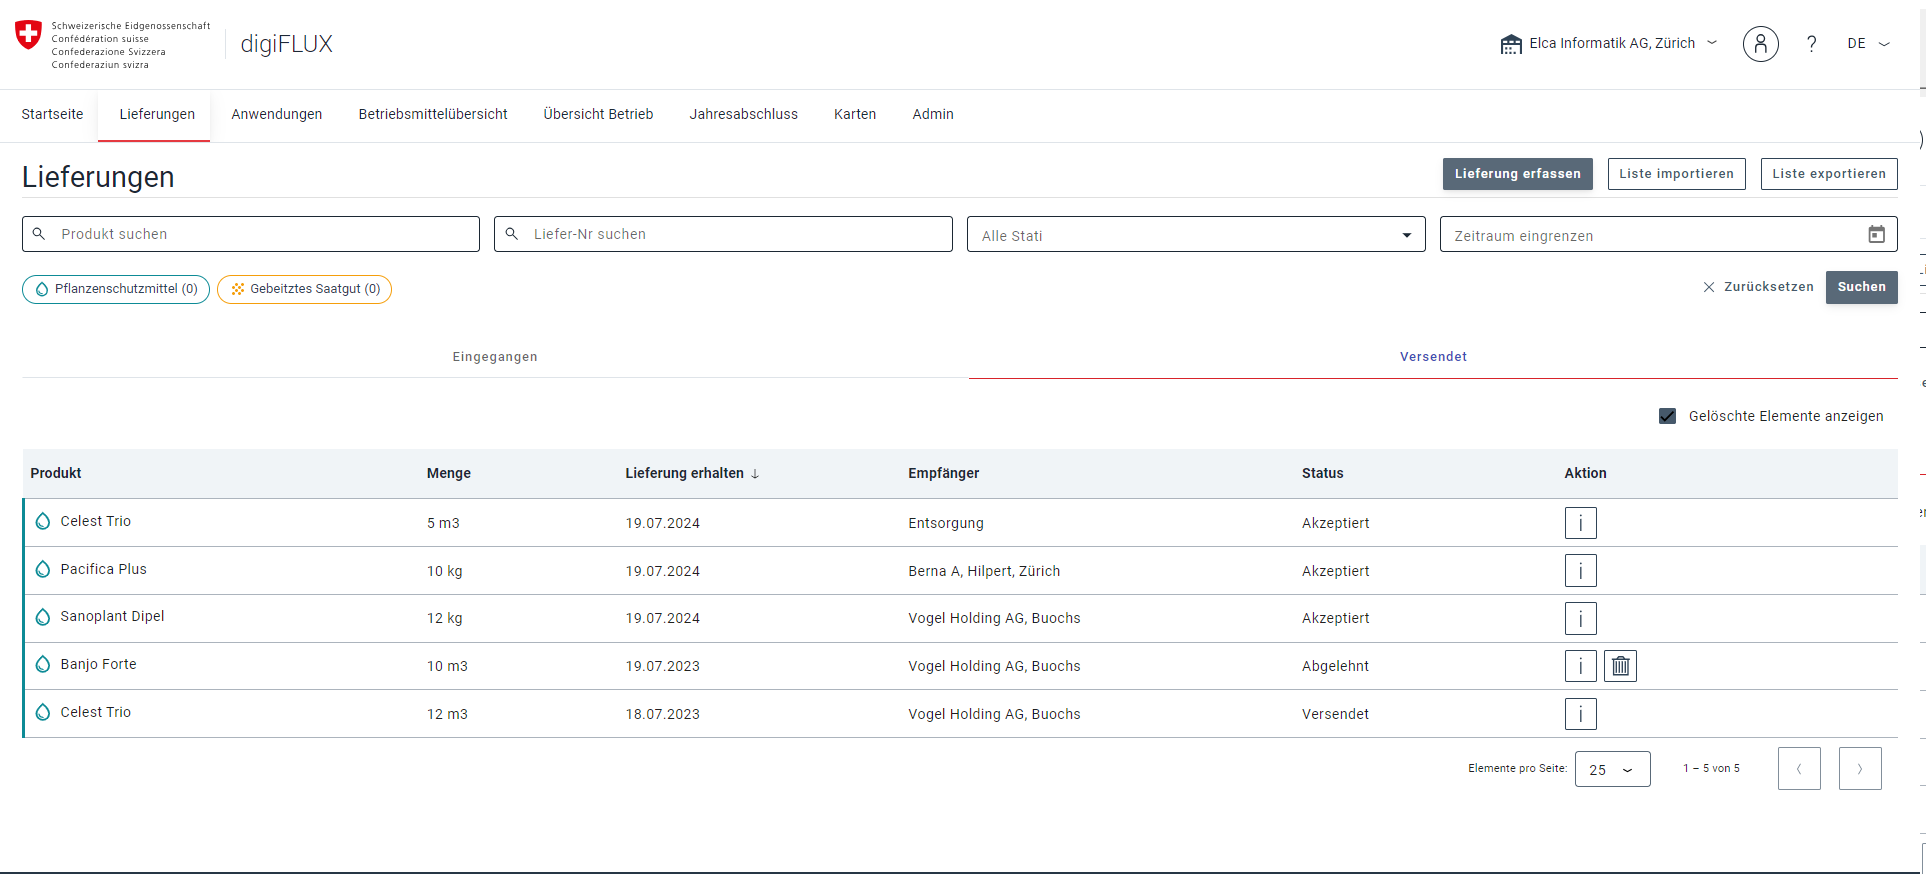 Schweizerische Eidgenossenschaft
Confédération suisse
Confederazione Svizzera
Confederaziun svizra
digiFLUX
Elca Informatik AG, Zürich
?
DE
Startseite
Lieferungen
Anwendungen
Betriebsmittelübersicht
Übersicht Betrieb
Jahresabschluss
Karten
Admin
Lieferungen
Lieferung erfassen
Liste importieren
Liste exportieren
Produkt suchen
Liefer-Nr suchen
Alle Stati
Zeitraum eingrenzen
Pflanzenschutzmittel (0)
Gebeitztes Saatgut (0)
Zurücksetzen
Suchen
Eingegangen
Versendet
Gelöschte Elemente anzeigen
Produkt Menge Lieferung erhalten ↓ Empfänger Status Aktion
Celest Trio 5 m3 19.07.2024 Entsorgung Akzeptiert i
Pacifica Plus 10 kg 19.07.2024 Berna A, Hilpert, Zürich Akzeptiert i
Sanoplant Dipel 12 kg 19.07.2024 Vogel Holding AG, Buochs Akzeptiert i
Banjo Forte 10 m3 19.07.2023 Vogel Holding AG, Buochs Abgelehnt i
Celest Trio 12 m3 18.07.2023 Vogel Holding AG, Buochs Versendet i
Elemente pro Seite: 25 1 – 5 von 5